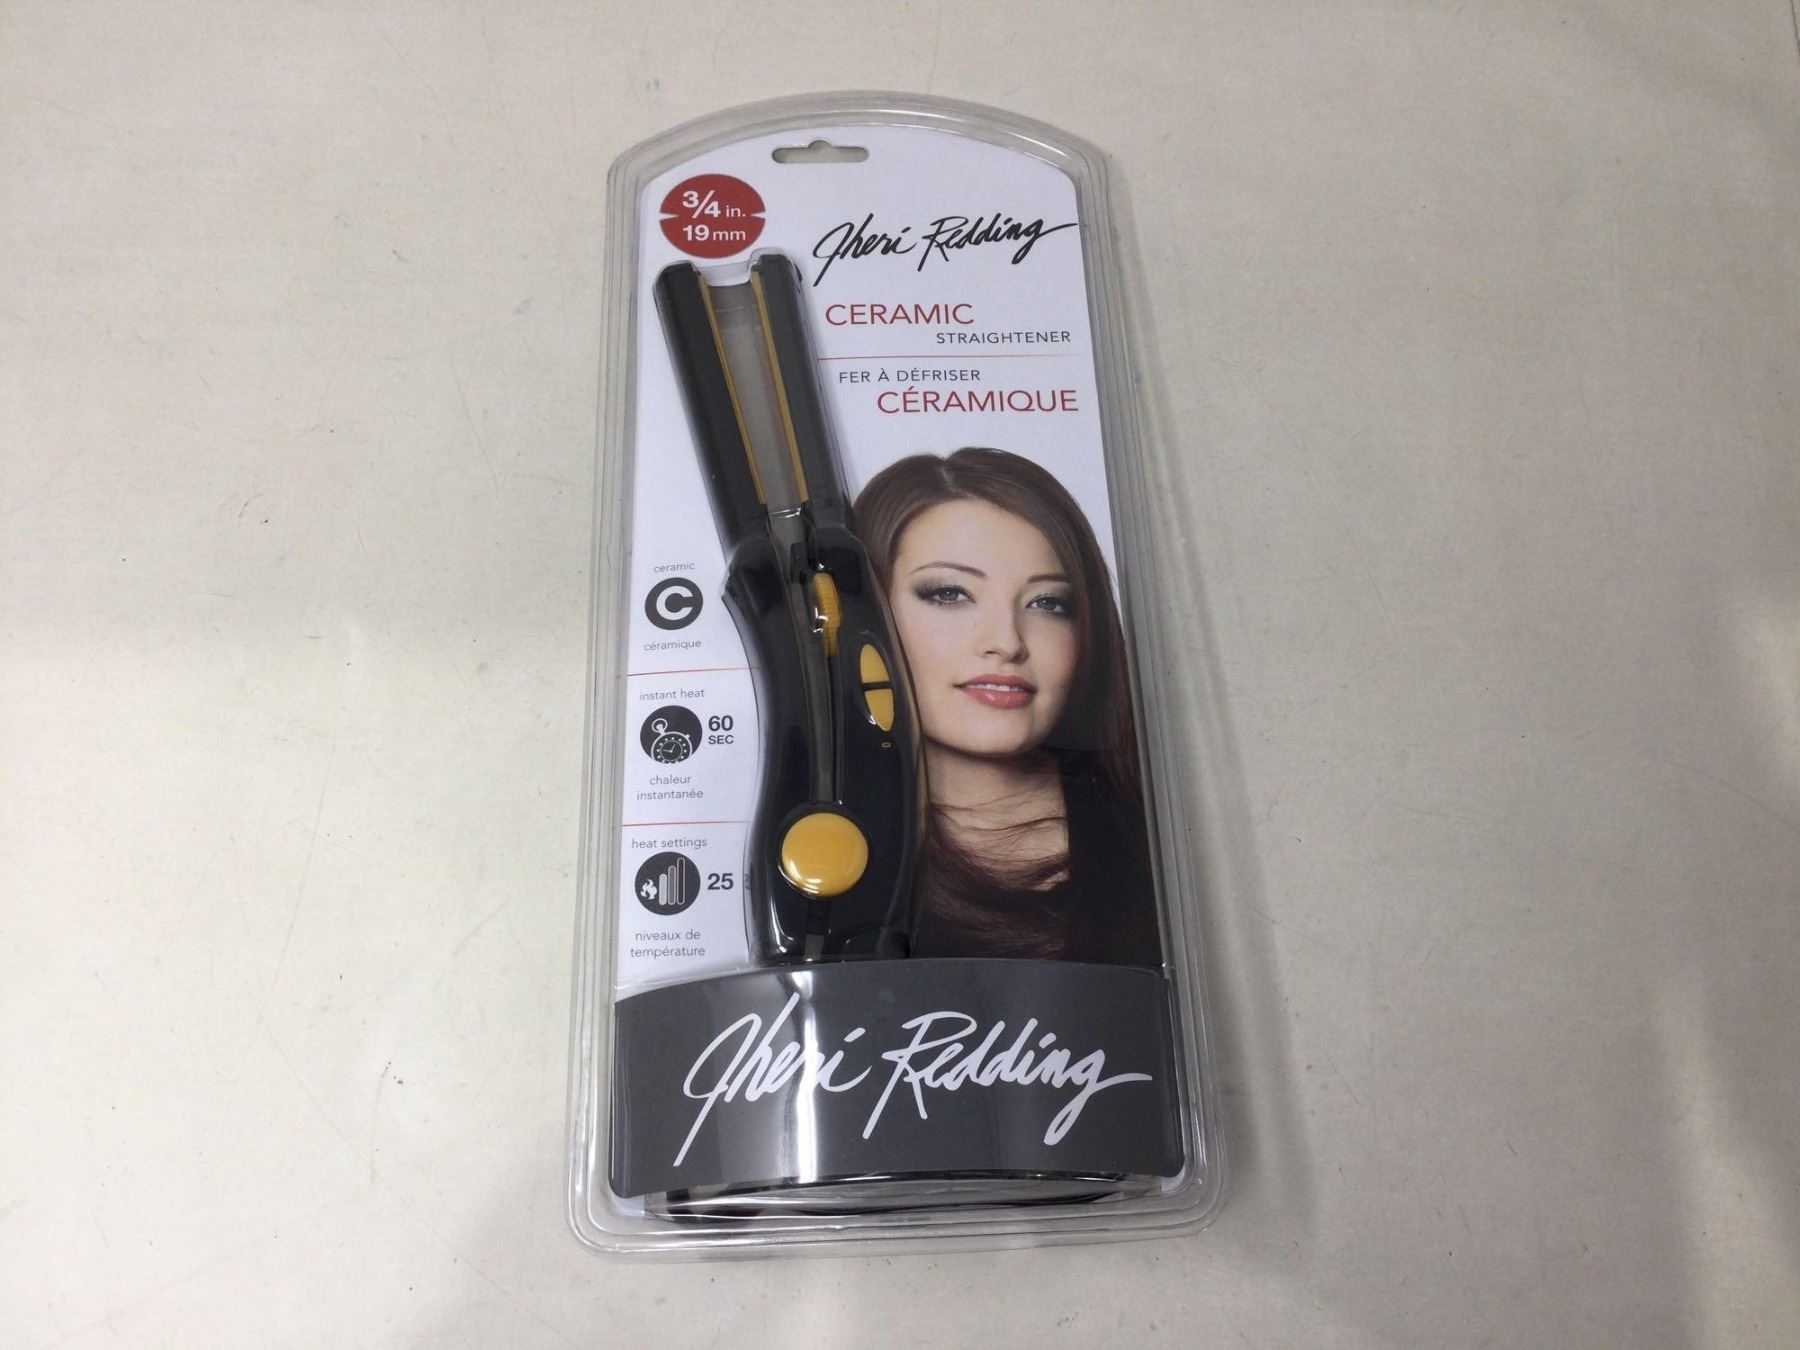 3/4 in.
19 mm
Jheri Redding
CERAMIC
STRAIGHTENER
FER À DÉFRISER
CÉRAMIQUE
ceramic
C
céramique
instant heat
60
SEC
chaleur
instantanée
heat settings
25
niveaux de
température
Jheri Redding